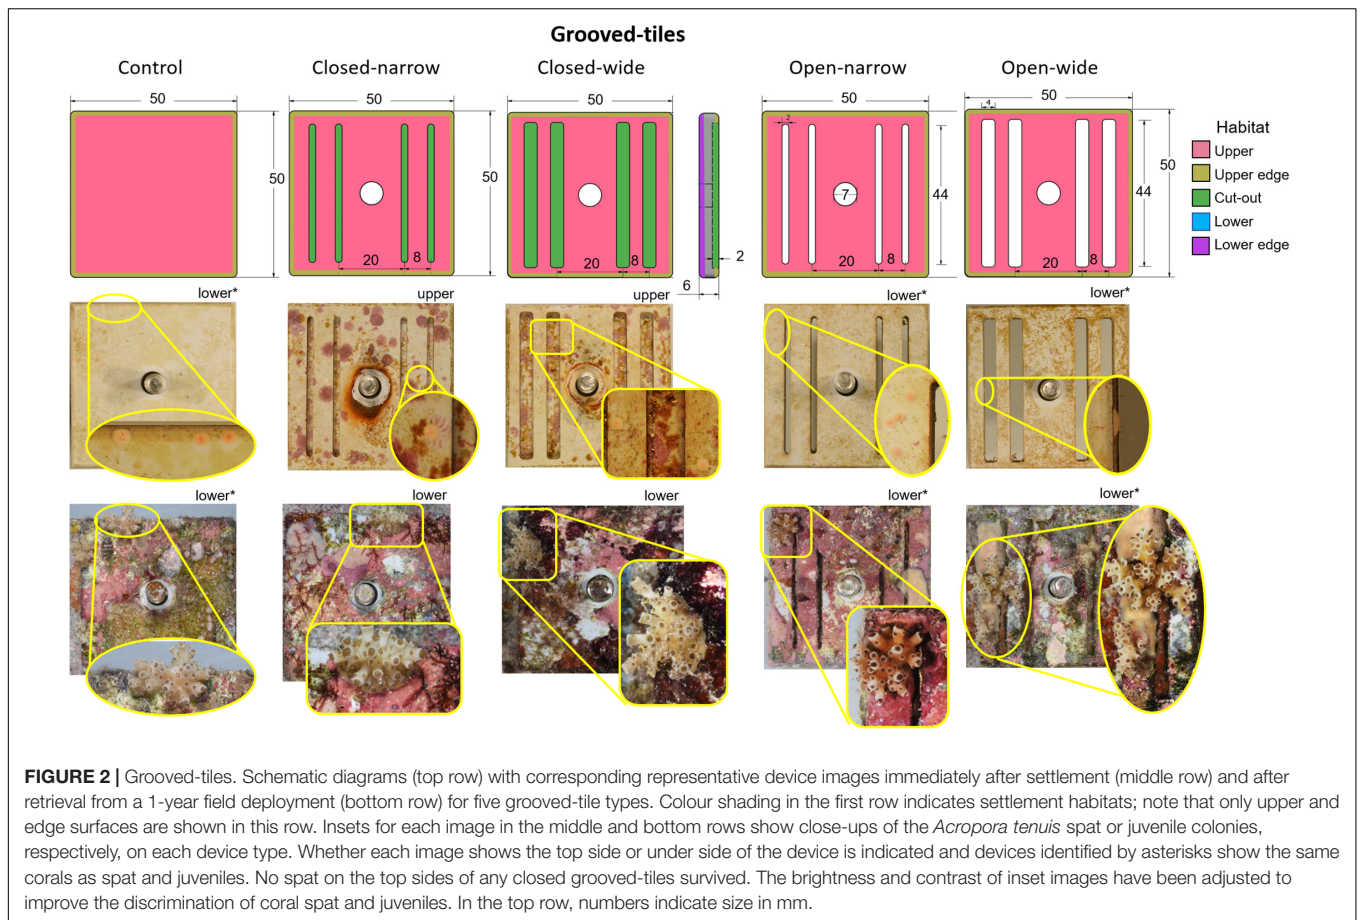 Grooved-tiles
Control
Closed-narrow
Closed-wide
Open-narrow
Open-wide
50
50
50
50
50
50
50
20
8
20
8
2
6
2
7
44
20
8
4
44
50
20
8
Habitat
Upper
Upper edge
Cut-out
Lower
Lower edge
lower*
upper
upper
lower*
lower*
lower*
lower
lower
lower*
lower*
FIGURE 2 | Grooved-tiles. Schematic diagrams (top row) with corresponding representative device images immediately after settlement (middle row) and after
retrieval from a 1-year field deployment (bottom row) for five grooved-tile types. Colour shading in the first row indicates settlement habitats; note that only upper and
edge surfaces are shown in this row. Insets for each image in the middle and bottom rows show close-ups of the Acropora tenuis spat or juvenile colonies,
respectively, on each device type. Whether each image shows the top side or under side of the device is indicated and devices identified by asterisks show the same
corals as spat and juveniles. No spat on the top sides of any closed grooved-tiles survived. The brightness and contrast of inset images have been adjusted to
improve the discrimination of coral spat and juveniles. In the top row, numbers indicate size in mm.